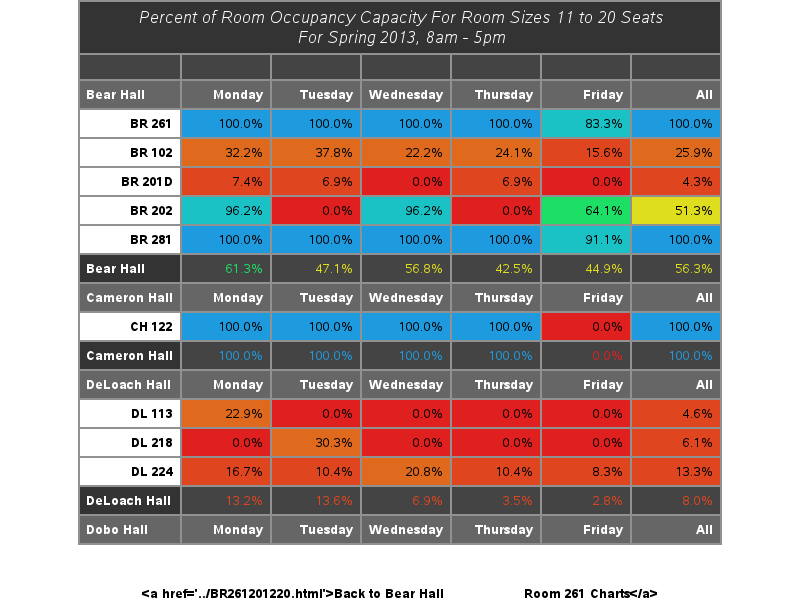 Percent of Room Occupancy Capacity For Room Sizes 11 to 20 Seats
For Spring 2013, 8am - 5pm
Bear Hall Monday Tuesday Wednesday Thursday Friday All
BR 261 100.0% 100.0% 100.0% 100.0% 83.3% 100.0%
BR 102 32.2% 37.8% 22.2% 24.1% 15.6% 25.9%
BR 201D 7.4% 6.9% 0.0% 6.9% 0.0% 4.3%
BR 202 96.2% 0.0% 96.2% 0.0% 64.1% 51.3%
BR 281 100.0% 100.0% 100.0% 100.0% 91.1% 100.0%
Bear Hall 61.3% 47.1% 56.8% 42.5% 44.9% 56.3%
Cameron Hall Monday Tuesday Wednesday Thursday Friday All
CH 122 100.0% 100.0% 100.0% 100.0% 0.0% 100.0%
Cameron Hall 100.0% 100.0% 100.0% 100.0% 0.0% 100.0%
DeLoach Hall Monday Tuesday Wednesday Thursday Friday All
DL 113 22.9% 0.0% 0.0% 0.0% 0.0% 4.6%
DL 218 0.0% 30.3% 0.0% 0.0% 0.0% 6.1%
DL 224 16.7% 10.4% 20.8% 10.4% 8.3% 13.3%
DeLoach Hall 13.2% 13.6% 6.9% 3.5% 2.8% 8.0%
Dobo Hall Monday Tuesday Wednesday Thursday Friday All
<a href='../BR261201220.html'>Back to Bear Hall Room 261 Charts</a>